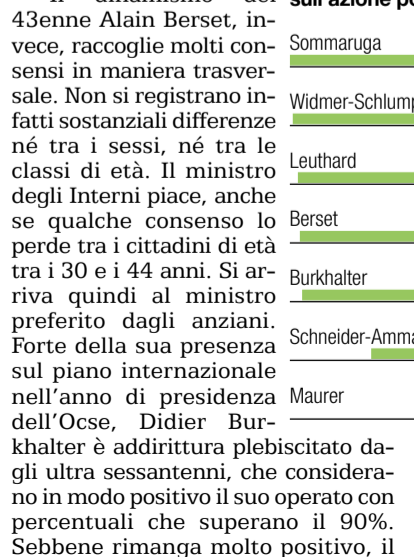 43enne Alain Berset, in-
vece, raccoglie molti con-
sensi in maniera trasver-
sale. Non si registrano in-
fatti sostanziali differenze
né tra i sessi, né tra le
classi di età. Il ministro
degli Interni piace, anche
se qualche consenso lo
perde tra i cittadini di età
tra i 30 e i 44 anni. Si ar-
riva quindi al ministro
preferito dagli anziani.
Forte della sua presenza
sul piano internazionale
nell'anno di presidenza
dell'Ocse, Didier Bur-
khalter è addirittura plebiscitato da-
gli ultra sessantenni, che considera-
no in modo positivo il suo operato con
percentuali che superano il 90%.
Sebbene rimanga molto positivo, il
Sommaruga
Widmer-Schlump
Leuthard
Berset
Burkhalter
Schneider-Amma
Maurer